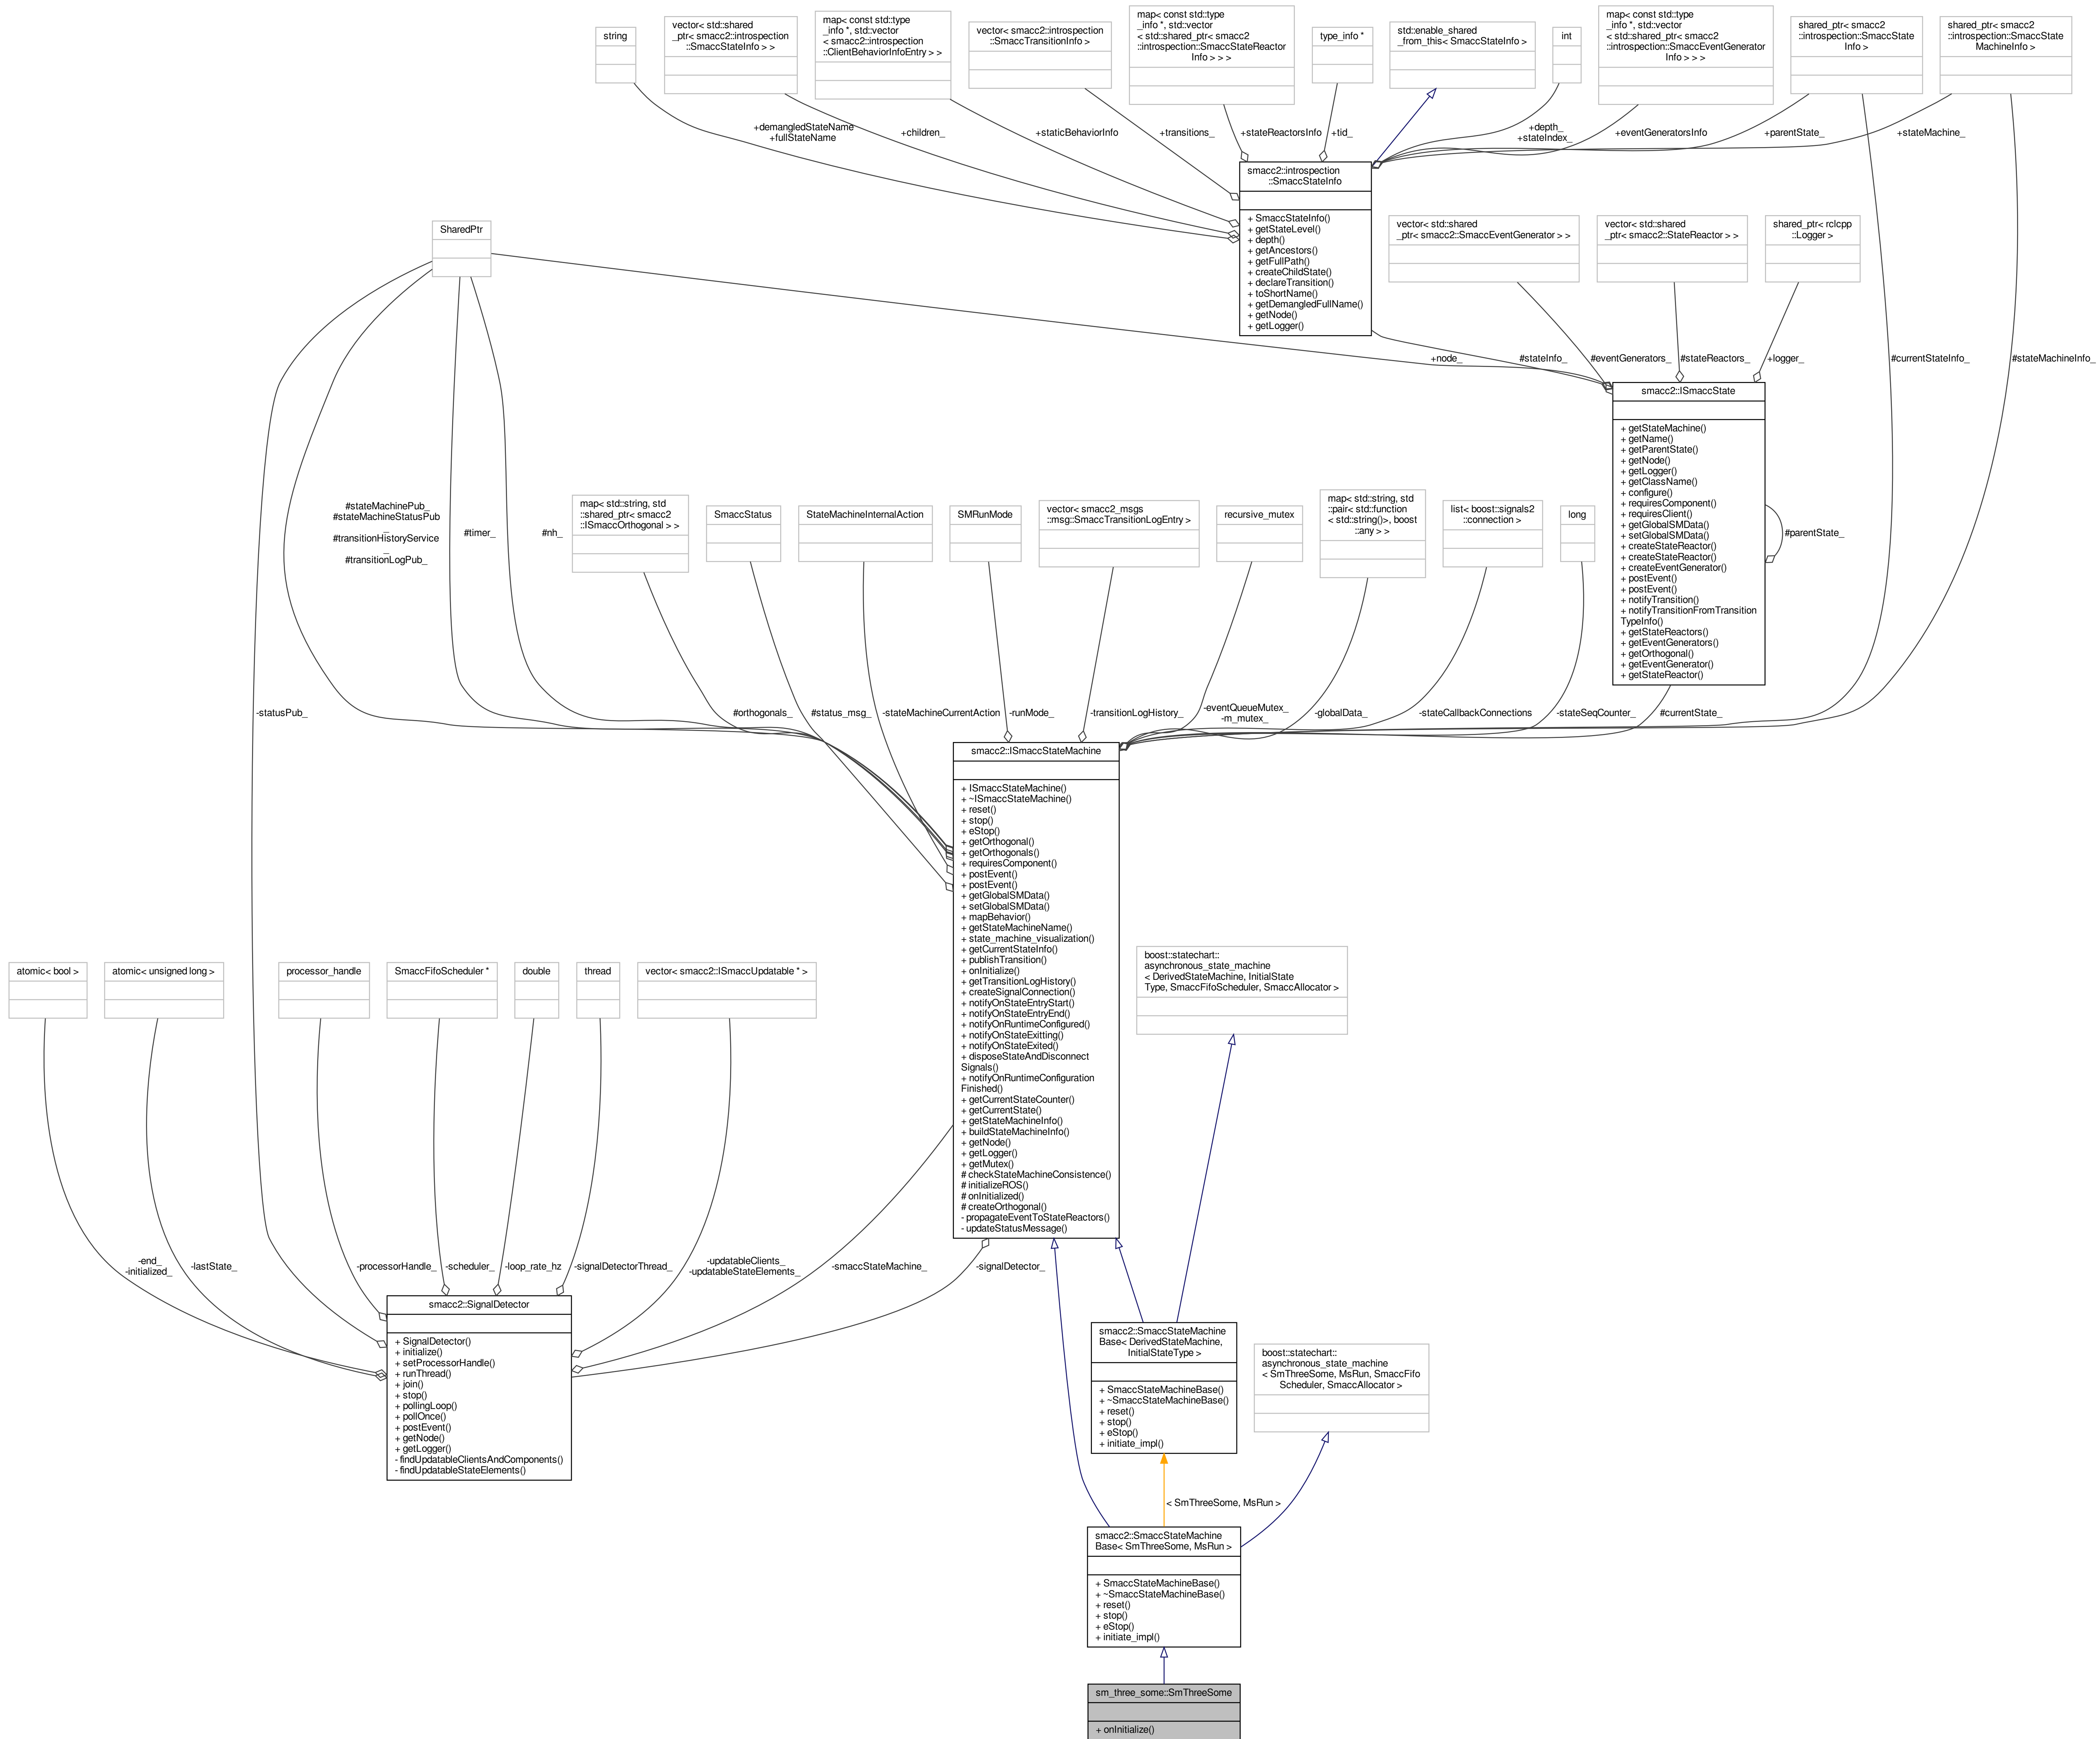 string
vector< std::shared
_ptr< smacc2::introspection
::SmaccStateInfo > >
map< const std::type
_info *, std::vector
< smacc2::introspection
::ClientBehaviorInfoEntry > >
vector< smacc2::introspection
::SmaccTransitionInfo >
map< const std::type
_info *, std::vector
< std::shared_ptr< smacc2
::introspection::SmaccStateReactor
Info > > >
type_info *
std::enable_shared
_from_this< SmaccStateInfo >
int
map< const std::type
_info *, std::vector
< std::shared_ptr< smacc2
::introspection::SmaccEventGenerator
Info > > >
shared_ptr< smacc2
::introspection::SmaccState
Info >
shared_ptr< smacc2
::introspection::SmaccState
MachineInfo >
+demangledStateName
+fullStateName
+children_
+staticBehaviorInfo
+transitions_
+stateReactorsInfo
+tid_
+depth_
+stateIndex_
+eventGeneratorsInfo
+parentState_
+stateMachine_
smacc2::introspection
::SmaccStateInfo
+ SmaccStateInfo()
+ getStateLevel()
+ depth()
+ getAncestors()
+ getFullPath()
+ createChildState()
+ declareTransition()
+ toShortName()
+ getDemangledFullName()
+ getNode()
+ getLogger()
SharedPtr
vector< std::shared
_ptr< smacc2::SmaccEventGenerator > >
vector< std::shared
_ptr< smacc2::StateReactor > >
shared_ptr< rclcpp
::Logger >
+node_
#stateInfo_
#eventGenerators_
#stateReactors_
+logger_
#currentStateInfo_
#stateMachineInfo_
smacc2::ISmaccState
+ getStateMachine()
+ getName()
+ getParentState()
+ getNode()
+ getLogger()
+ getClassName()
+ configure()
+ requiresComponent()
+ requiresClient()
+ getGlobalSMData()
+ setGlobalSMData()
+ createStateReactor()
+ createStateReactor()
+ createEventGenerator()
+ postEvent()
+ postEvent()
+ notifyTransition()
+ notifyTransitionFromTransition
TypeInfo()
+ getStateReactors()
+ getEventGenerators()
+ getOrthogonal()
+ getEventGenerator()
+ getStateReactor()
#parentState_
#stateMachinePub_
#stateMachineStatusPub
_
#transitionHistoryService
_
#transitionLogPub_
#timer_
#nh_
map< std::string, std
::shared_ptr< smacc2
::ISmaccOrthogonal > >
SmaccStatus
StateMachineInternalAction
SMRunMode
vector< smacc2_msgs
::msg::SmaccTransitionLogEntry >
recursive_mutex
map< std::string, std
::pair< std::function
< std::string()>, boost
::any > >
list< boost::signals2
::connection >
long
-statusPub_
#orthogonals_
#status_msg_
-stateMachineCurrentAction
-runMode_
-transitionLogHistory_
-eventQueueMutex_
-m_mutex_
-globalData_
-stateCallbackConnections
-stateSeqCounter_
#currentState_
smacc2::ISmaccStateMachine
+ ISmaccStateMachine()
+ ~ISmaccStateMachine()
+ reset()
+ stop()
+ eStop()
+ getOrthogonal()
+ getOrthogonals()
+ requiresComponent()
+ postEvent()
+ postEvent()
+ getGlobalSMData()
+ setGlobalSMData()
+ mapBehavior()
+ getStateMachineName()
+ state_machine_visualization()
+ getCurrentStateInfo()
+ publishTransition()
+ onInitialize()
+ getTransitionLogHistory()
+ createSignalConnection()
+ notifyOnStateEntryStart()
+ notifyOnStateEntryEnd()
+ notifyOnRuntimeConfigured()
+ notifyOnStateExitting()
+ notifyOnStateExited()
+ disposeStateAndDisconnect
Signals()
+ notifyOnRuntimeConfiguration
Finished()
+ getCurrentStateCounter()
+ getCurrentState()
+ getStateMachineInfo()
+ buildStateMachineInfo()
+ getNode()
+ getLogger()
+ getMutex()
# checkStateMachineConsistence()
# initializeROS()
# onInitialized()
# createOrthogonal()
- propagateEventToStateReactors()
- updateStatusMessage()
boost::statechart::
asynchronous_state_machine
< DerivedStateMachine, InitialState
Type, SmaccFifoScheduler, SmaccAllocator >
atomic< bool >
atomic< unsigned long >
processor_handle
SmaccFifoScheduler *
double
thread
vector< smacc2::ISmaccUpdatable * >
-end_
-initialized_
-lastState_
-processorHandle_
-scheduler_
-loop_rate_hz
-signalDetectorThread_
-updatableClients_
-updatableStateElements_
-smaccStateMachine_
-signalDetector_
smacc2::SignalDetector
+ SignalDetector()
+ initialize()
+ setProcessorHandle()
+ runThread()
+ join()
+ stop()
+ pollingLoop()
+ pollOnce()
+ postEvent()
+ getNode()
+ getLogger()
- findUpdatableClientsAndComponents()
- findUpdatableStateElements()
smacc2::SmaccStateMachine
Base< DerivedStateMachine,
InitialStateType >
+ SmaccStateMachineBase()
+ ~SmaccStateMachineBase()
+ reset()
+ stop()
+ eStop()
+ initiate_impl()
boost::statechart::
asynchronous_state_machine
< SmThreeSome, MsRun, SmaccFifo
Scheduler, SmaccAllocator >
< SmThreeSome, MsRun >
smacc2::SmaccStateMachine
Base< SmThreeSome, MsRun >
+ SmaccStateMachineBase()
+ ~SmaccStateMachineBase()
+ reset()
+ stop()
+ eStop()
+ initiate_impl()
sm_three_some::SmThreeSome
+ onInitialize()